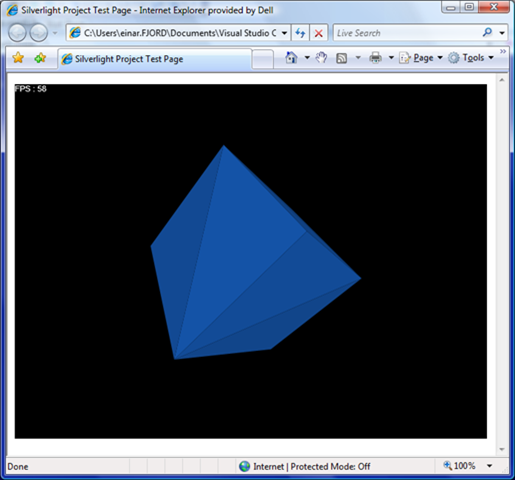 Silverlight Project Test Page - Internet Explorer provided by Dell
C:\Users\einar.FJORD\Documents\Visual Studio C
Live Search
Silverlight Project Test Page
Page
Tools
FPS : 58
Done
Internet | Protected Mode: Off
100%